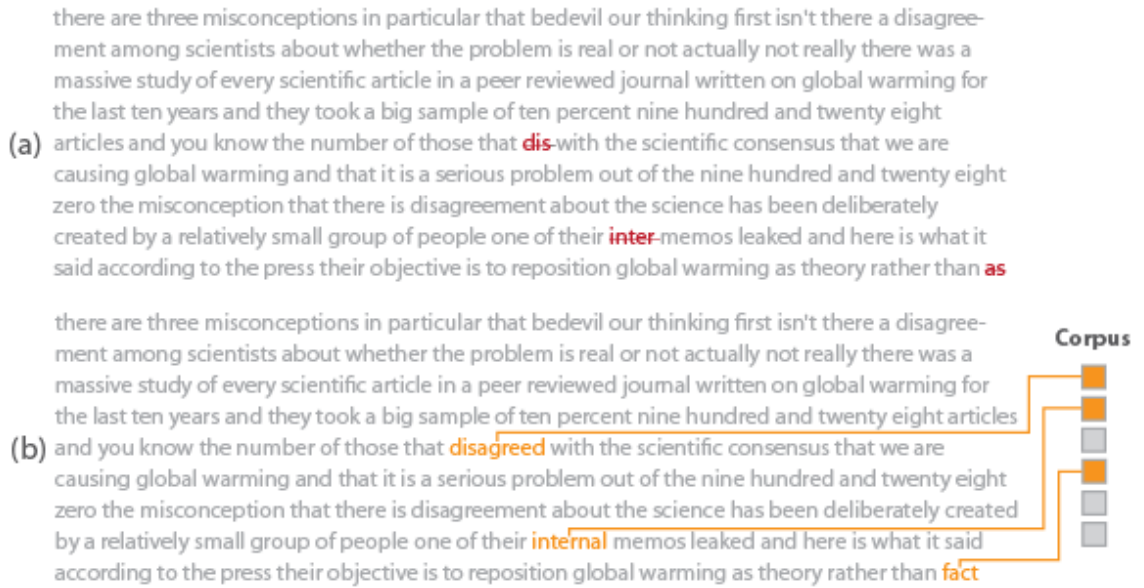 there are three misconceptions in particular that bedevil our thinking first isn't there a disagree-
ment among scientists about whether the problem is real or not actually not really there was a
massive study of every scientific article in a peer reviewed journal written on global warming for
the last ten years and they took a big sample of ten percent nine hundred and twenty eight
(a) articles and you know the number of those that dis with the scientific consensus that we are
causing global warming and that it is a serious problem out of the nine hundred and twenty eight
zero the misconception that there is disagreement about the science has been deliberately
created by a relatively small group of people one of their inter memos leaked and here is what it
said according to the press their objective is to reposition global warming as theory rather than as
there are three misconceptions in particular that bedevil our thinking first isn't there a disagree-
Corpus
ment among scientists about whether the problem is real or not actually not really there was a
massive study of every scientific article in a peer reviewed journal written on global warming for
the last ten years and they took a big sample of ten percent nine hundred and twenty eight articles
(b) and you know the number of those that disagreed with the scientific consensus that we are
causing global warming and that it is a serious problem out of the nine hundred and twenty eight
zero the misconception that there is disagreement about the science has been deliberately created
by a relatively small group of people one of their internal memos leaked and here is what it said
according to the press their objective is to reposition global warming as theory rather than fact